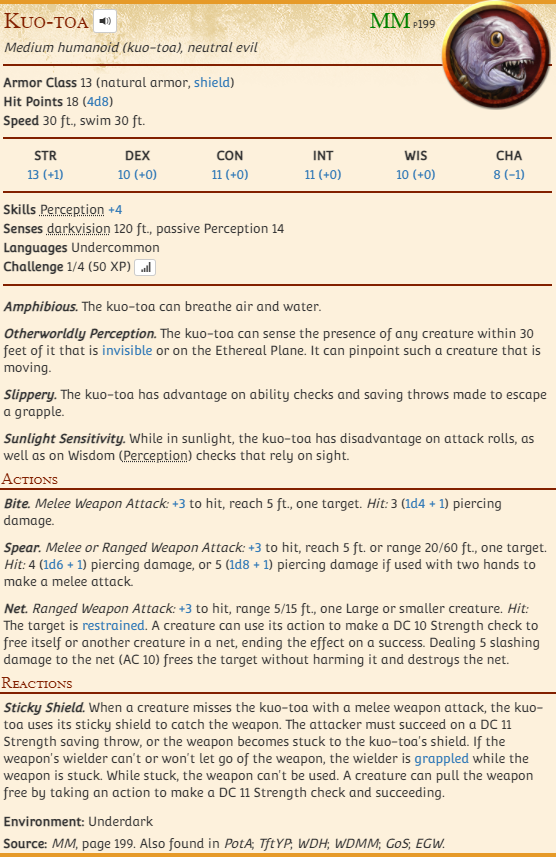 Kuo-toa
MM P199
Medium humanoid (kuo-toa), neutral evil
Armor Class 13 (natural armor, shield)
Hit Points 18 (4d8)
Speed 30 ft., swim 30 ft.
STR DEX CON INT WIS CHA
13 (+1) 10 (+0) 11 (+0) 11 (+0) 10 (+0) 8 (−1)
Skills Perception +4
Senses darkvision 120 ft., passive Perception 14
Languages Undercommon
Challenge 1/4 (50 XP)
Amphibious. The kuo-toa can breathe air and water.
Otherworldly Perception. The kuo-toa can sense the presence of any creature within 30
feet of it that is invisible or on the Ethereal Plane. It can pinpoint such a creature that is
moving.
Slippery. The kuo-toa has advantage on ability checks and saving throws made to escape
a grapple.
Sunlight Sensitivity. While in sunlight, the kuo-toa has disadvantage on attack rolls, as
well as on Wisdom (Perception) checks that rely on sight.
Actions
Bite. Melee Weapon Attack: +3 to hit, reach 5 ft., one target. Hit: 3 (1d4 + 1) piercing
damage.
Spear. Melee or Ranged Weapon Attack: +3 to hit, reach 5 ft. or range 20/60 ft., one target.
Hit: 4 (1d6 + 1) piercing damage, or 5 (1d8 + 1) piercing damage if used with two hands to
make a melee attack.
Net. Ranged Weapon Attack: +3 to hit, range 5/15 ft., one Large or smaller creature. Hit:
The target is restrained. A creature can use its action to make a DC 10 Strength check to
free itself or another creature in a net, ending the effect on a success. Dealing 5 slashing
damage to the net (AC 10) frees the target without harming it and destroys the net.
Reactions
Sticky Shield. When a creature misses the kuo-toa with a melee weapon attack, the kuo-
toa uses its sticky shield to catch the weapon. The attacker must succeed on a DC 11
Strength saving throw, or the weapon becomes stuck to the kuo-toa's shield. If the
weapon's wielder can't or won't let go of the weapon, the wielder is grappled while the
weapon is stuck. While stuck, the weapon can't be used. A creature can pull the weapon
free by taking an action to make a DC 11 Strength check and succeeding.
Environment: Underdark
Source: MM, page 199. Also found in PotA; TftYP; WDH; WDMM; GoS; EGW.